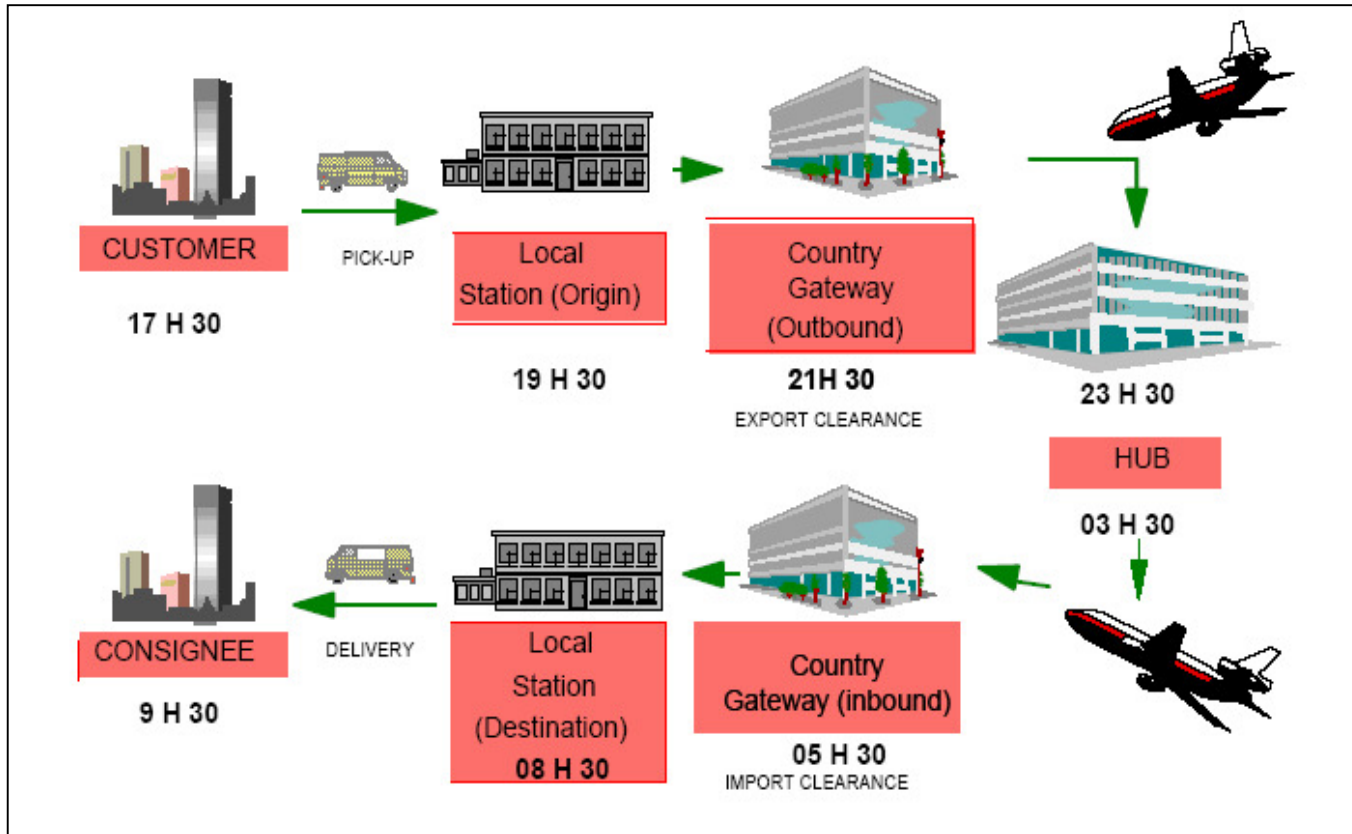 CUSTOMER
17 H 30
PICK-UP
Local
Station (Origin)
19 H 30
Country
Gateway
(Outbound)
21H 30
EXPORT CLEARANCE
23 H 30
HUB
03 H 30
Country
Gateway (inbound)
05 H 30
IMPORT CLEARANCE
Local
Station
(Destination)
08 H 30
DELIVERY
CONSIGNEE
9 H 30